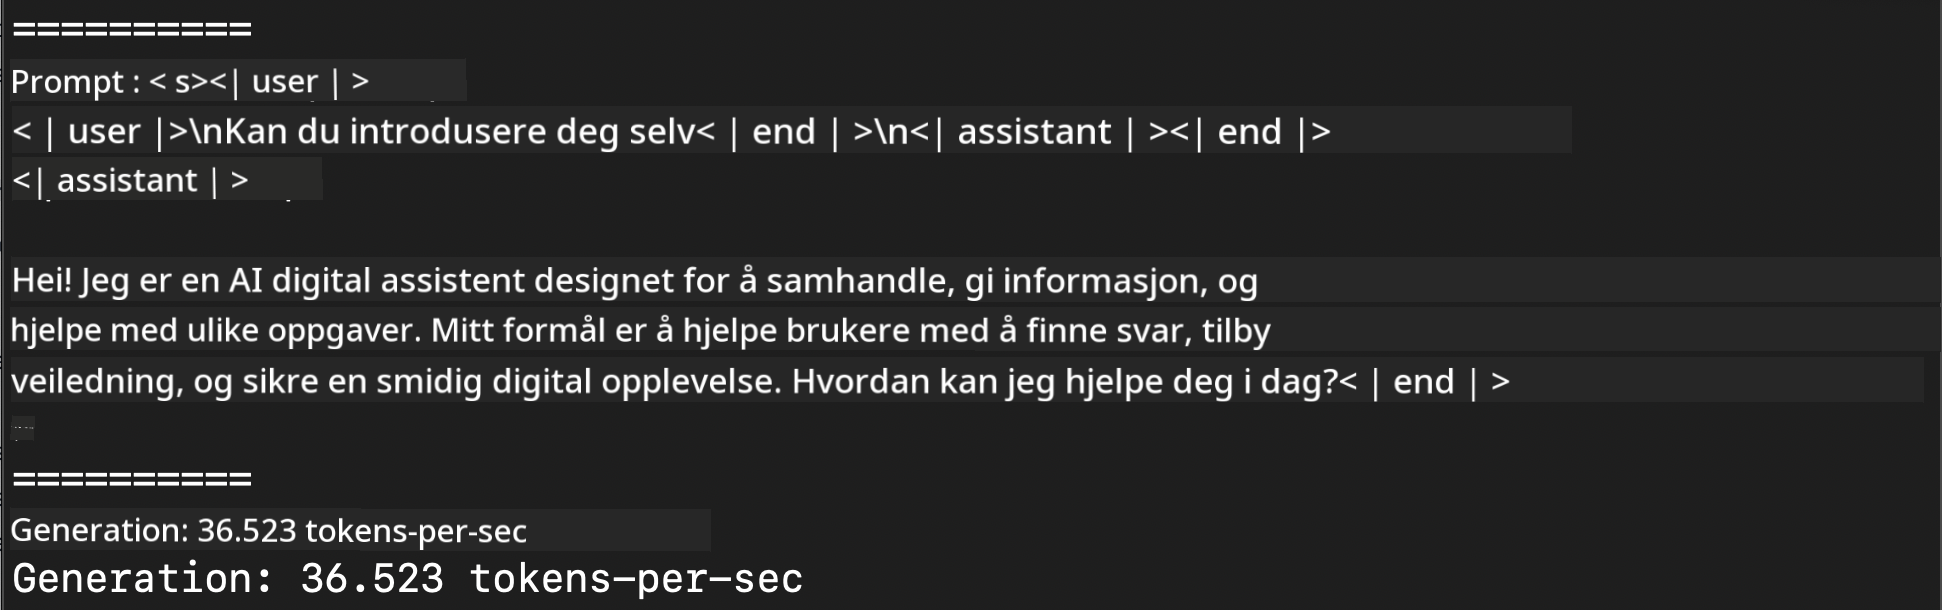 ==========
Prompt : < s><| user | >
< | user |>\nKan du introdusere deg selv< | end | >\n<| assistant | ><| end |>
<| assistant | >
Hei! Jeg er en AI digital assistent designet for å samhandle, gi informasjon, og
hjelpe med ulike oppgaver. Mitt formål er å hjelpe brukere med å finne svar, tilby
veiledning, og sikre en smidig digital opplevelse. Hvordan kan jeg hjelpe deg i dag?< | end | >
==========
Generation: 36.523 tokens-per-sec
Generation: 36.523 tokens-per-sec